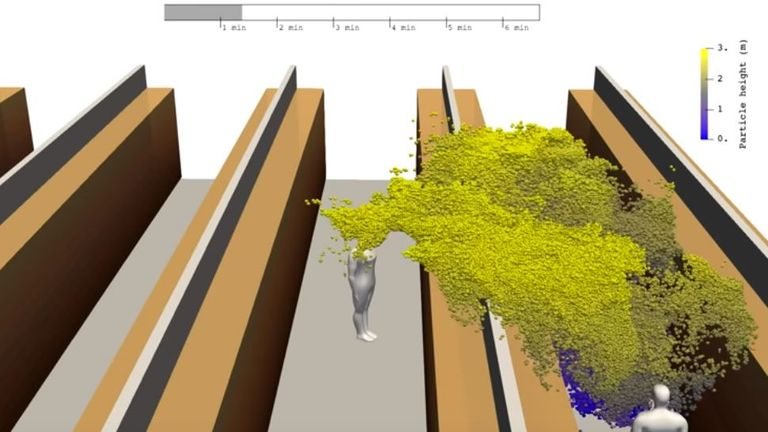 1 min
2 min
3 min
4 min
5 min
6 min
3.
2
1
0.
Particle height (m)